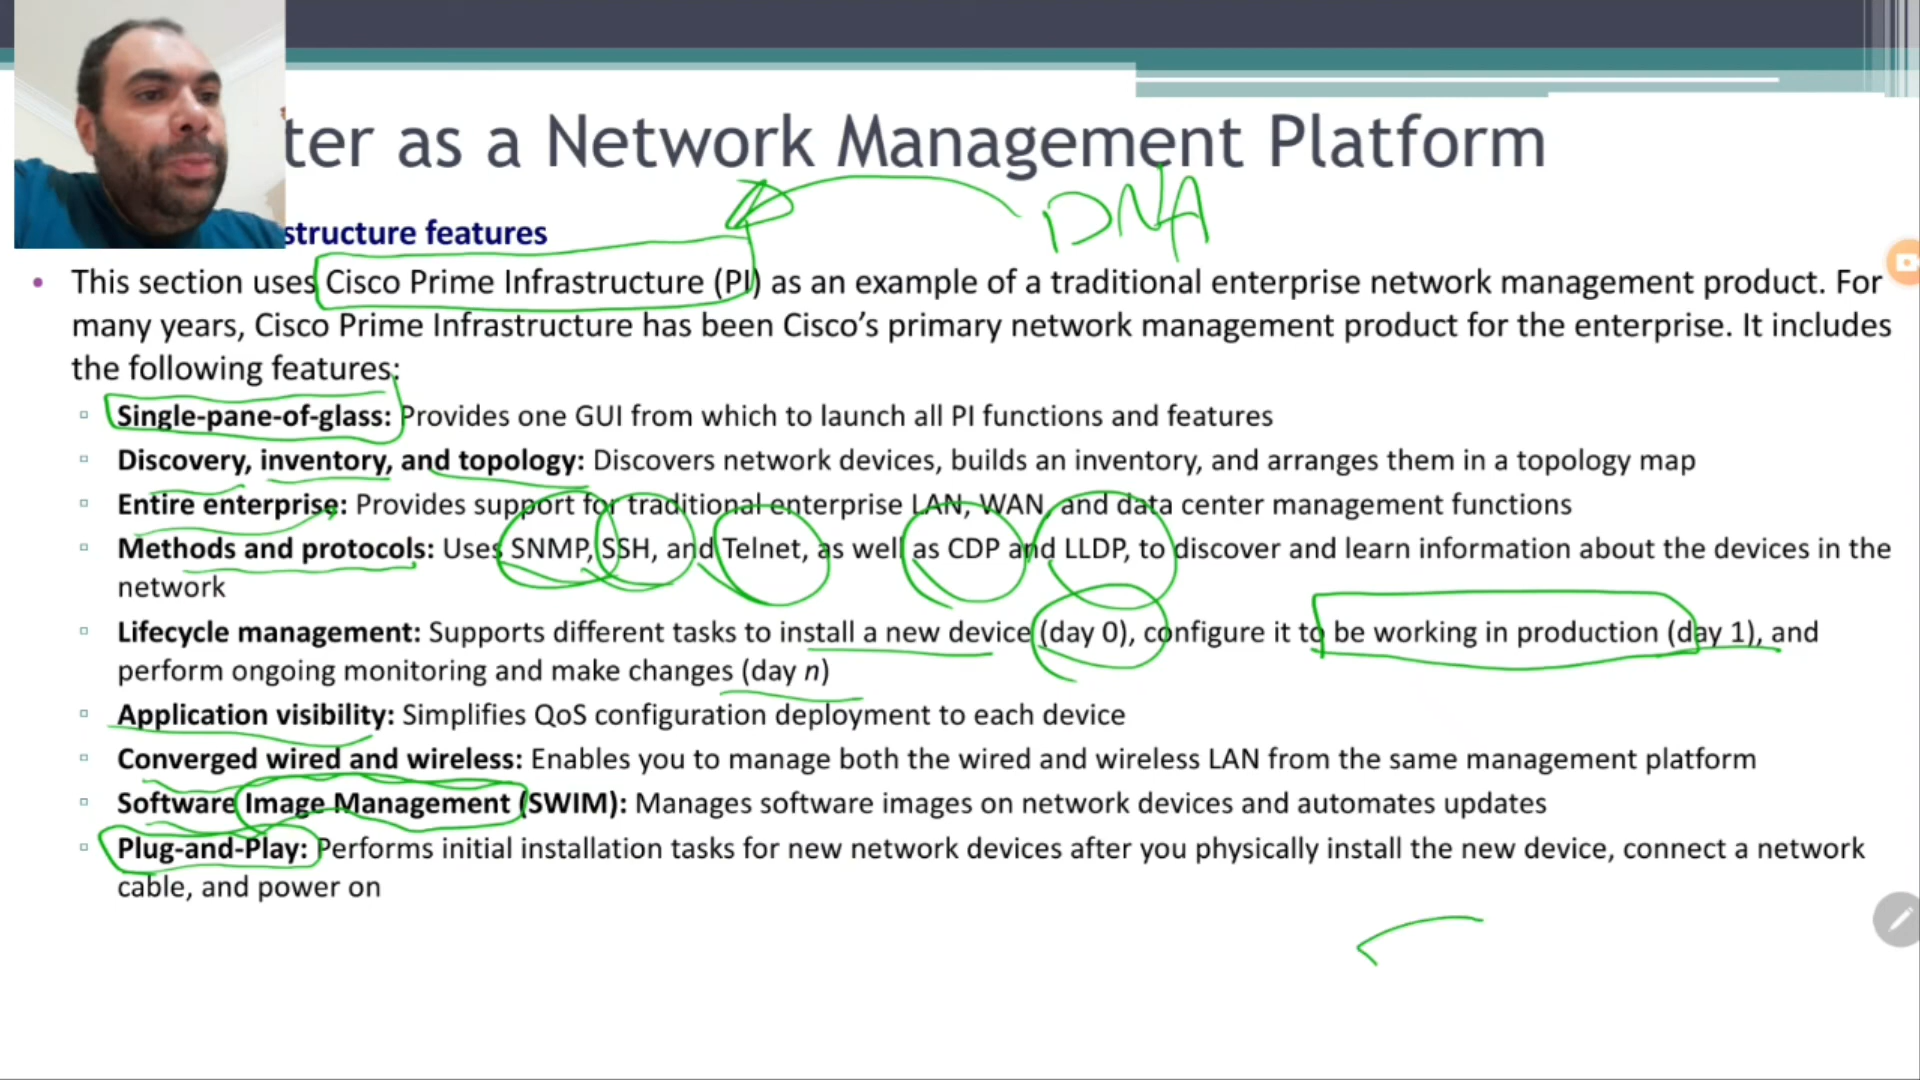 ter as a Network Management Platform
DNA
structure features
• This section uses Cisco Prime Infrastructure (PI) as an example of a traditional enterprise network management product. For
many years, Cisco Prime Infrastructure has been Cisco's primary network management product for the enterprise. It includes
the following features:
▫ Single-pane-of-glass: Provides one GUI from which to launch all PI functions and features
▫ Discovery, inventory, and topology: Discovers network devices, builds an inventory, and arranges them in a topology map
▫ Entire enterprise: Provides support for traditional enterprise LAN, WAN, and data center management functions
▫ Methods and protocols: Uses SNMP, SSH, and Telnet, as well as CDP and LLDP, to discover and learn information about the devices in the
network
▫ Lifecycle management: Supports different tasks to install a new device (day 0), configure it to be working in production (day 1), and
perform ongoing monitoring and make changes (day n)
▫ Application visibility: Simplifies QoS configuration deployment to each device
▫ Converged wired and wireless: Enables you to manage both the wired and wireless LAN from the same management platform
▫ Software Image Management (SWIM): Manages software images on network devices and automates updates
▫ Plug-and-Play: Performs initial installation tasks for new network devices after you physically install the new device, connect a network
cable, and power on